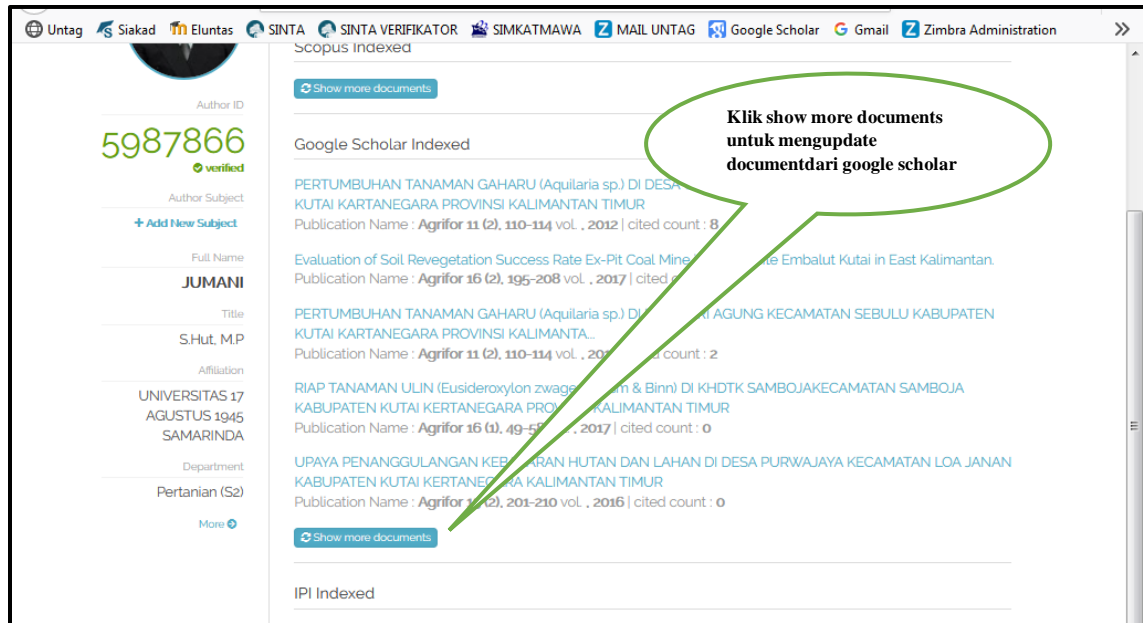 Untag Siakad Eluntas SINTA SINTA VERIFIKATOR SIMKATMAWA MAIL UNTAG Google Scholar Gmail Zimbra Administration
Scopus Indexed
Show more documents
Author ID
5987866
verified
Author Subject
+ Add New Subject
Full Name
JUMANI
Title
S.Hut, M.P
Affiliation
UNIVERSITAS 17
AGUSTUS 1945
SAMARINDA
Department
Pertanian (S2)
More
Google Scholar Indexed
PERTUMBUHAN TANAMAN GAHARU (Aquilaria sp.) DI DESA
KUTAI KARTANEGARA PROVINSI KALIMANTAN TIMUR
Publication Name : Agrifor 11 (2), 110-114 vol. , 2012 | cited count : 8
Evaluation of Soil Revegetation Success Rate Ex-Pit Coal Mine Embalut Kutai in East Kalimantan.
Publication Name : Agrifor 16 (2), 195-208 vol. , 2017 | cited
PERTUMBUHAN TANAMAN GAHARU (Aquilaria sp.) AGUNG KECAMATAN SEBULU KABUPATEN
KUTAI KARTANEGARA PROVINSI KALIMANTA...
Publication Name : Agrifor 11 (2), 110-114 vol. , cited count : 2
RIAP TANAMAN ULIN (Eusideroxylon & Binn) DI KHDTK SAMBOJAKECAMATAN SAMBOJA
KABUPATEN KUTAI KERTANEGARA KALIMANTAN TIMUR
Publication Name : Agrifor 16 (1), , 2017 | cited count : 0
UPAYA PENANGGULANGAN HUTAN DAN LAHAN DI DESA PURWAJAYA KECAMATAN LOA JANAN
KABUPATEN KUTAI KALIMANTAN TIMUR
Publication Name : Agrifor (2), 201-210 vol. , 2016 | cited count : 0
Show more documents
IPI Indexed
Klik show more documents
untuk mengupdate
documentdari google scholar